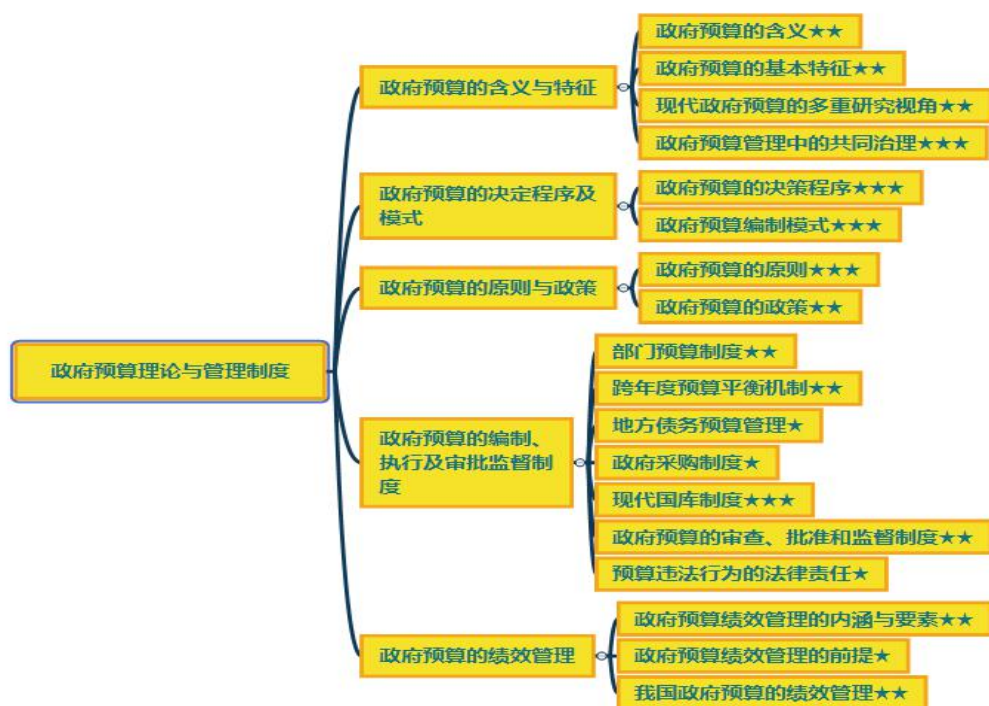 政府预算理论与管理制度
政府预算的含义与特征
政府预算的含义★★
政府预算的基本特征★★
现代政府预算的多重研究视角★★
政府预算管理中的共同治理★★★
政府预算的决定程序及
模式
政府预算的决策程序★★★
政府预算编制模式★★★
政府预算的原则与政策
政府预算的原则★★★
政府预算的政策★★
政府预算的编制、
执行及审批监督制
度
部门预算制度★★
跨年度预算平衡机制★★
地方债务预算管理★
政府采购制度★
现代国库制度★★★
政府预算的审查、批准和监督制度★★
预算违法行为的法律责任★
政府预算的绩效管理
政府预算绩效管理的内涵与要素★★
政府预算绩效管理的前提★
我国政府预算的绩效管理★★